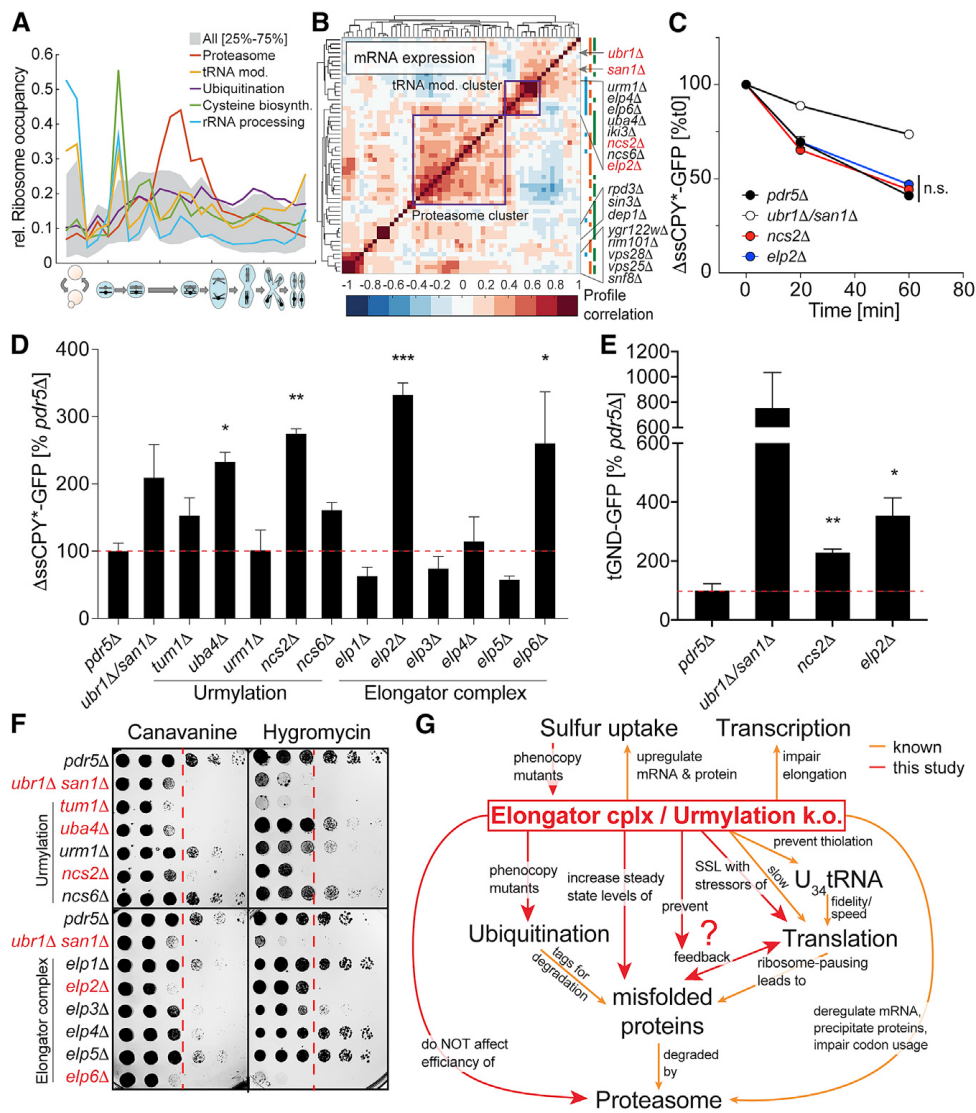 A
0.6
0.5
0.4
0.3
0.2
0.1
0
rel. Ribosome occupancy
All [25%-75%]
Proteasome
tRNA mod.
Ubiquitination
Cysteine biosynth.
rRNA processing
B
mRNA expression
tRNA mod. cluster
Proteasome cluster
ubr1Δ
san1Δ
urm1Δ
elp4Δ
elp6Δ
uba4Δ
iki3Δ
ncs2Δ
ncs6Δ
elp2Δ
rpd3Δ
sin3Δ
dep1Δ
ygr122wΔ
rim101Δ
vps28Δ
vps25Δ
snf8Δ
-1 -0.8 -0.6 -0.4 -0.2 0 0.2 0.4 0.6 0.8 1
Profile
correlation
C
ΔssCPY*-GFP [%t0]
100
50
0
0 20 40 60 80
Time [min]
n.s.
pdr5Δ
ubr1Δ/san1Δ
ncs2Δ
elp2Δ
D
ΔssCPY*-GFP [% pdr5Δ]
400
300
200
100
0
* ** *** *
pdr5Δ
ubr1Δ/san1Δ
tum1Δ
uba4Δ
urm1Δ
ncs2Δ
ncs6Δ
elp1Δ
elp2Δ
elp3Δ
elp4Δ
elp5Δ
elp6Δ
Urmylation
Elongator complex
E
tGND-GFP [% pdr5Δ]
1200
1000
800
600
600
400
200
0
** *
pdr5Δ
ubr1Δ/san1Δ
ncs2Δ
elp2Δ
F
Canavanine Hygromycin
pdr5Δ
ubr1Δ san1Δ
tum1Δ
uba4Δ
urm1Δ
ncs2Δ
ncs6Δ
Urmylation
pdr5Δ
ubr1Δ san1Δ
elp1Δ
elp2Δ
elp3Δ
elp4Δ
elp5Δ
elp6Δ
Elongator complex
G
Sulfur uptake
Transcription
known
this study
phenocopy
mutants
upregulate
mRNA & protein
impair
elongation
Elongator cplx / Urmylation k.o.
phenocopy
mutants
increase steady
state levels of
prevent
?
feedback
SSL with
stressors of
slow
prevent thiolation
U34 tRNA
fidelity/
speed
Ubiquitination
Translation
tags for
degradation
ribosome-pausing
leads to
misfolded
proteins
do NOT affect
efficiancy of
degraded
by
deregulate mRNA,
precipitate proteins,
impair codon usage
Proteasome